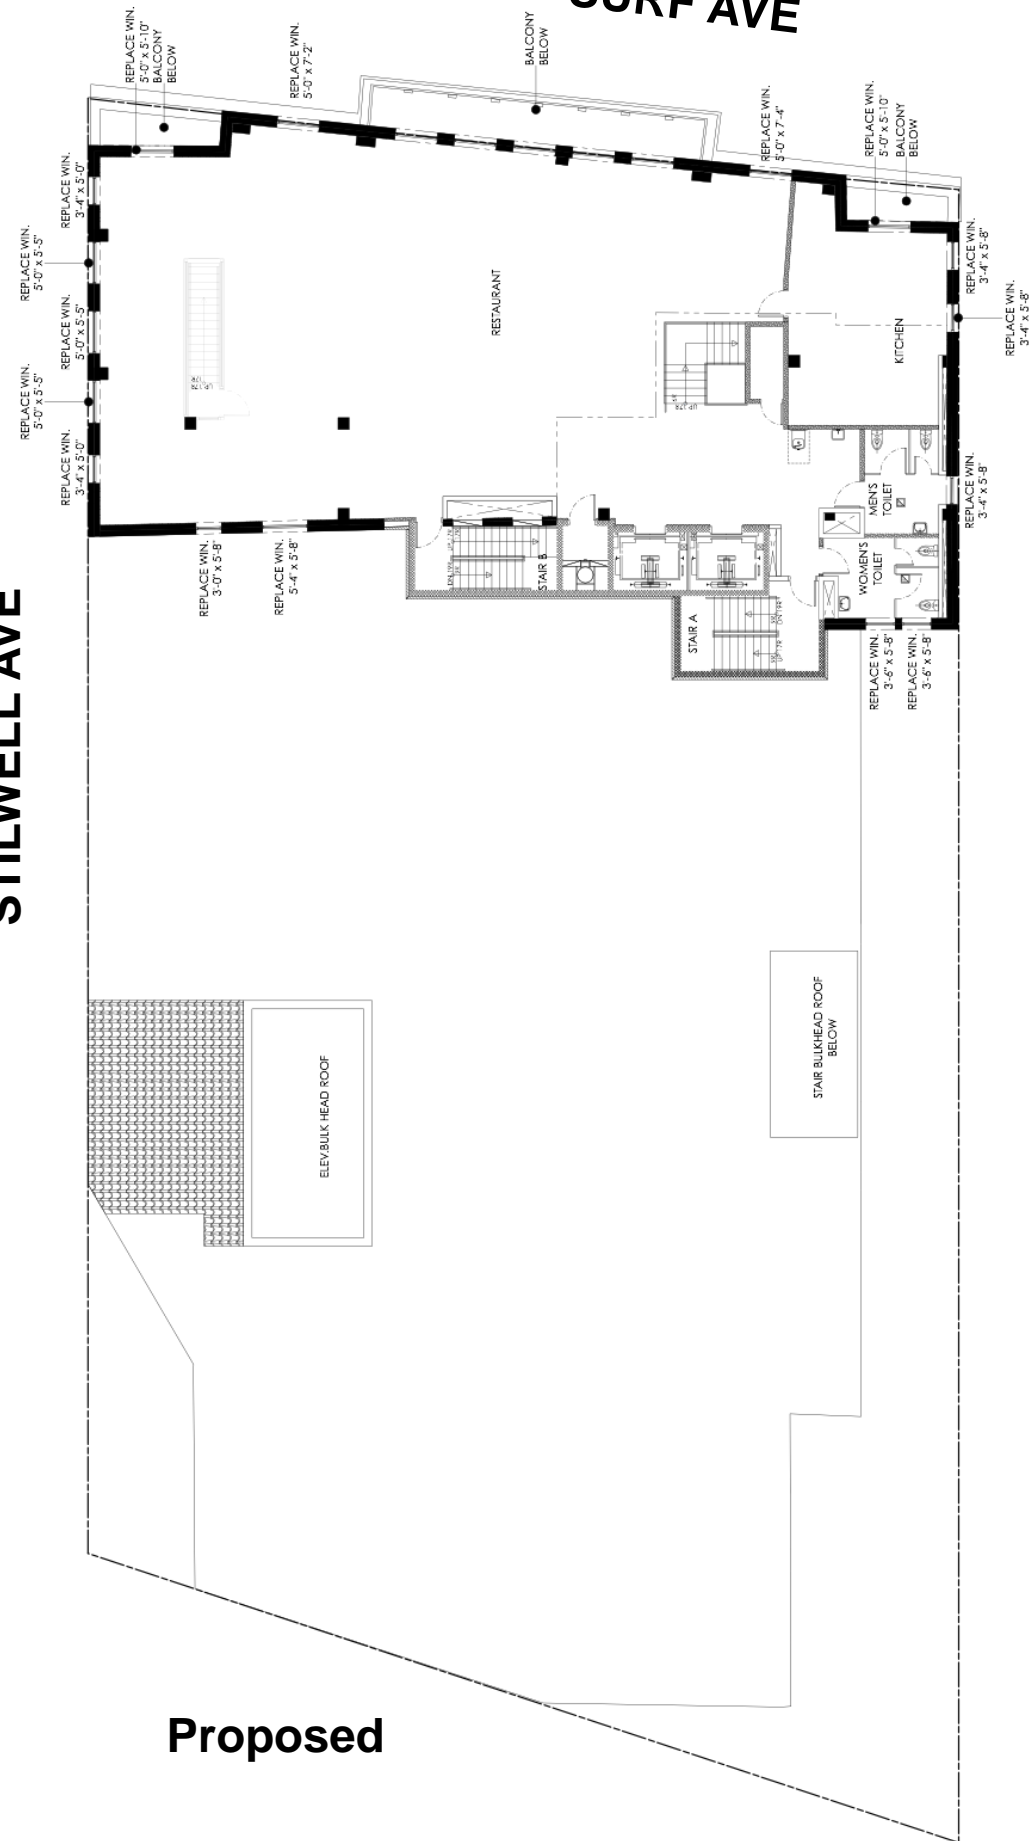 SURF AVE
REPLACE WIN.
5'-0" x 5'-10"
BALCONY
BELOW
REPLACE WIN.
5'-0" x 7'-2"
BALCONY
BELOW
REPLACE WIN.
5'-0" x 7'-4"
REPLACE WIN.
5'-0" x 5'-10"
BALCONY
BELOW
REPLACE WIN.
3'-4" x 5'-0"
REPLACE WIN.
5'-0" x 5'-5"
REPLACE WIN.
5'-0" x 5'-5"
REPLACE WIN.
5'-0" x 5'-5"
REPLACE WIN.
3'-4" x 5'-0"
REPLACE WIN.
3'-4" x 5'-8"
REPLACE WIN.
3'-4" x 5'-8"
REPLACE WIN.
3'-4" x 5'-8"
RESTAURANT
KITCHEN
UP 17R
UP 17R
MEN'S
TOILET
WOMEN'S
TOILET
STAIR B
STAIR A
REPLACE WIN.
3'-0" x 5'-8"
REPLACE WIN.
5'-4" x 5'-8"
REPLACE WIN.
3'-6" x 5'-8"
REPLACE WIN.
3'-6" x 5'-8"
STILWELL AVE
ELEV.BULK HEAD ROOF
STAIR BULKHEAD ROOF
BELOW
Proposed